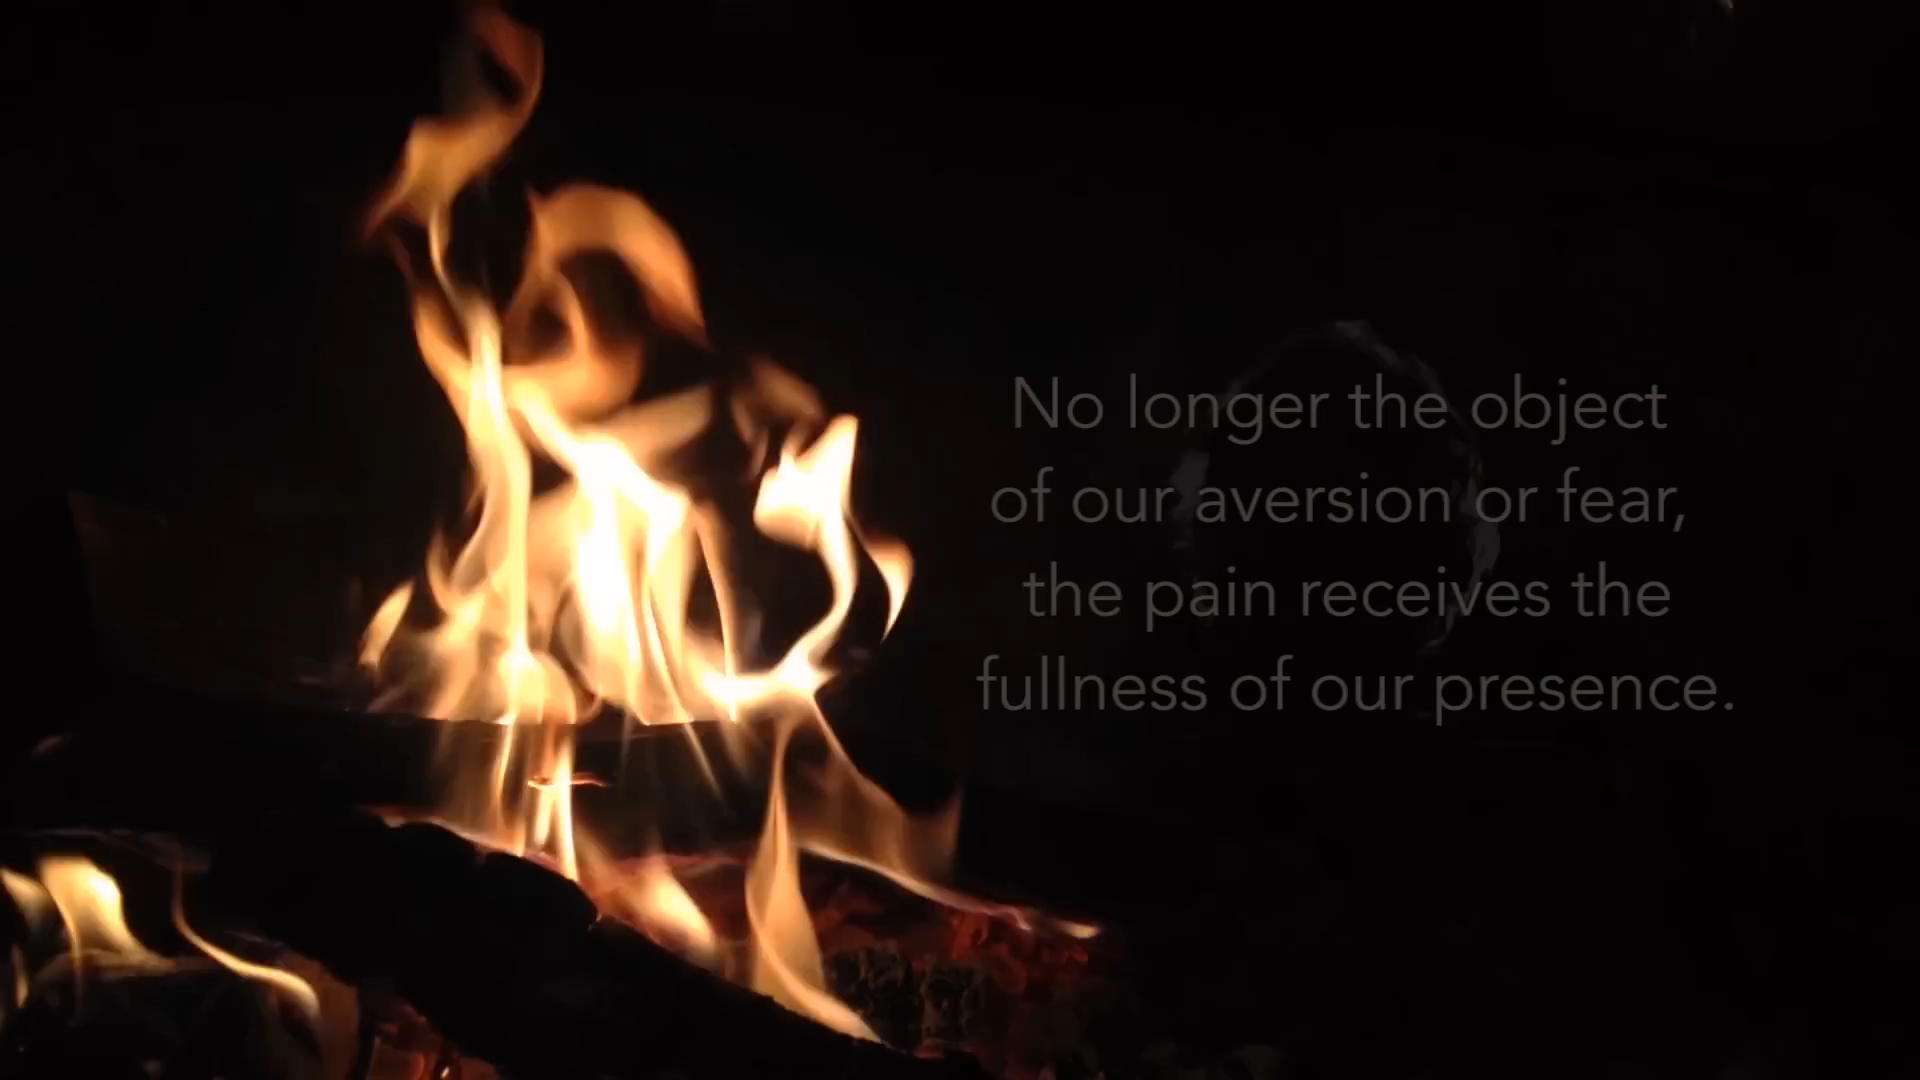 No longer the object
of our aversion or fear,
the pain receives the
fullness of our presence.